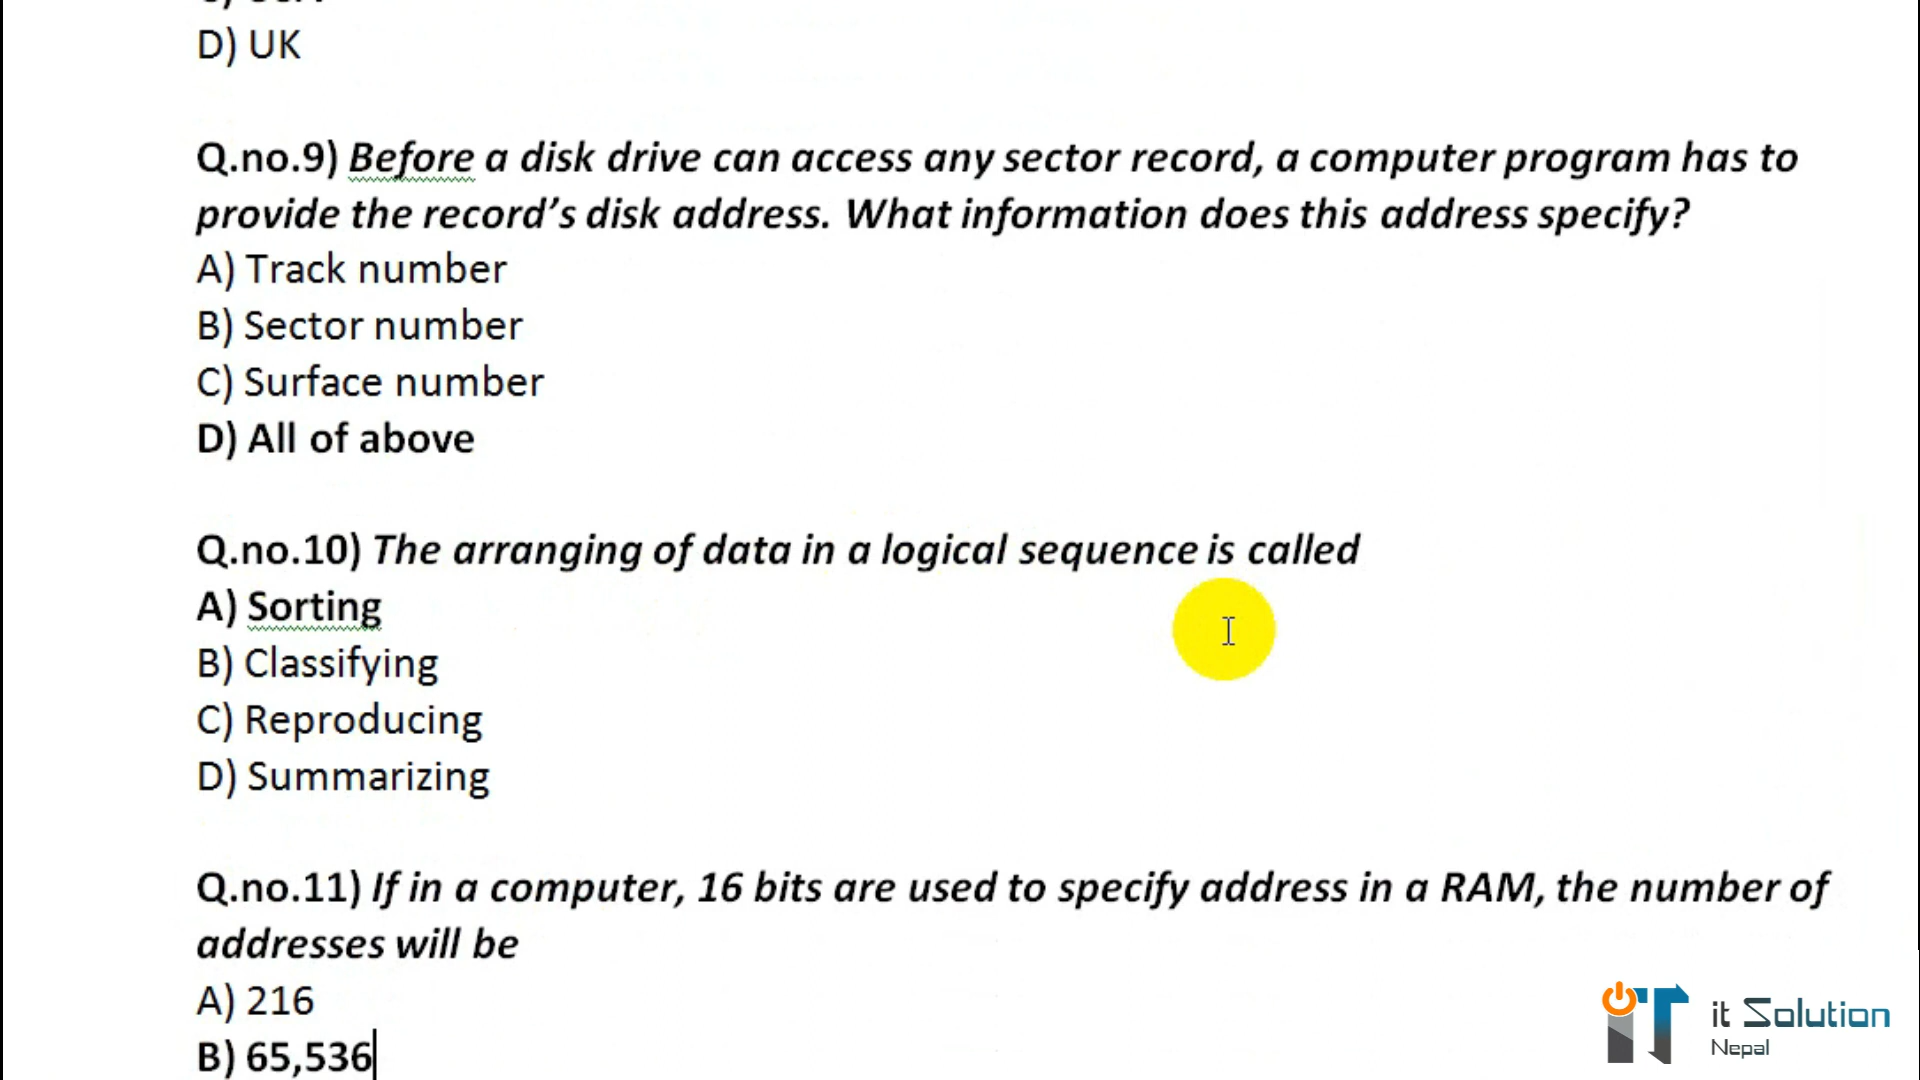 D) UK
Q.no.9) Before a disk drive can access any sector record, a computer program has to
provide the record’s disk address. What information does this address specify?
A) Track number
B) Sector number
C) Surface number
D) All of above
Q.no.10) The arranging of data in a logical sequence is called
A) Sorting
B) Classifying
C) Reproducing
D) Summarizing
Q.no.11) If in a computer, 16 bits are used to specify address in a RAM, the number of
addresses will be
A) 216
B) 65,536
iT it Solution
Nepal